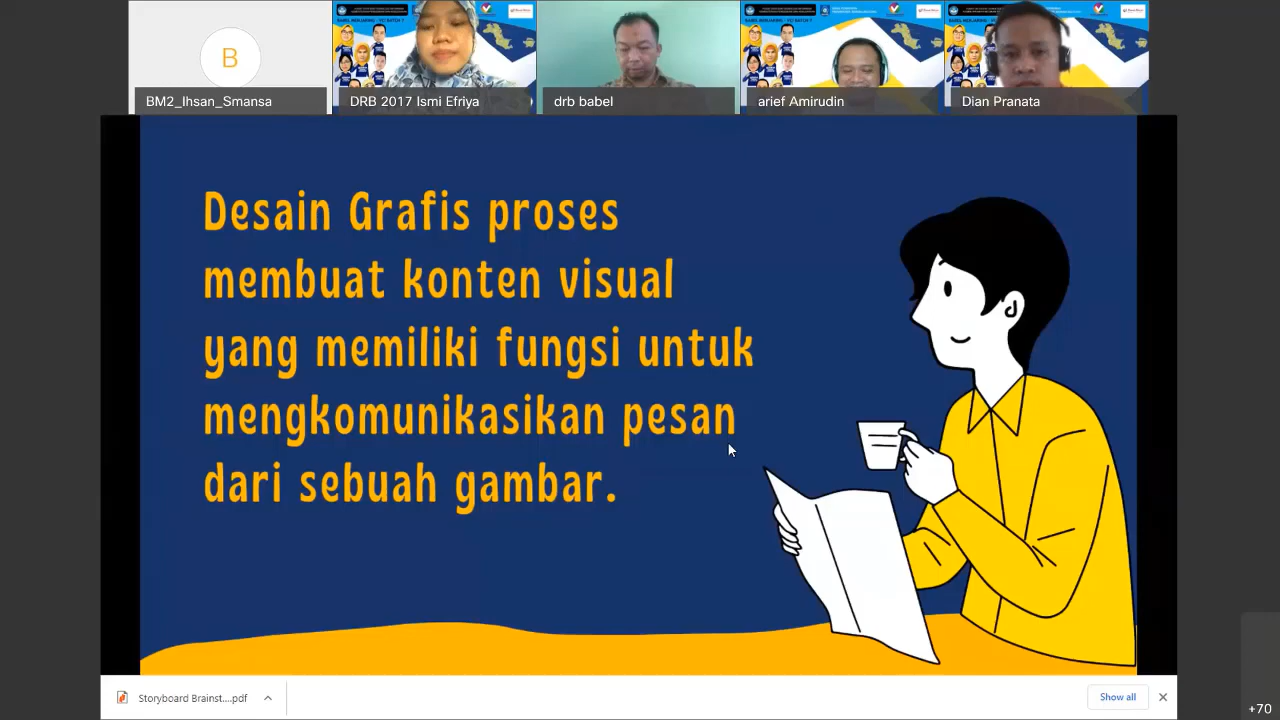 B
BM2_Ihsan_Smansa
DRB 2017 Ismi Efriya
drb babel
arief Amirudin
Dian Pranata
Desain Grafis proses
membuat konten visual
yang memiliki fungsi untuk
mengkomunikasikan pesan
dari sebuah gambar.
Storyboard Brainst....pdf
Show all
+70